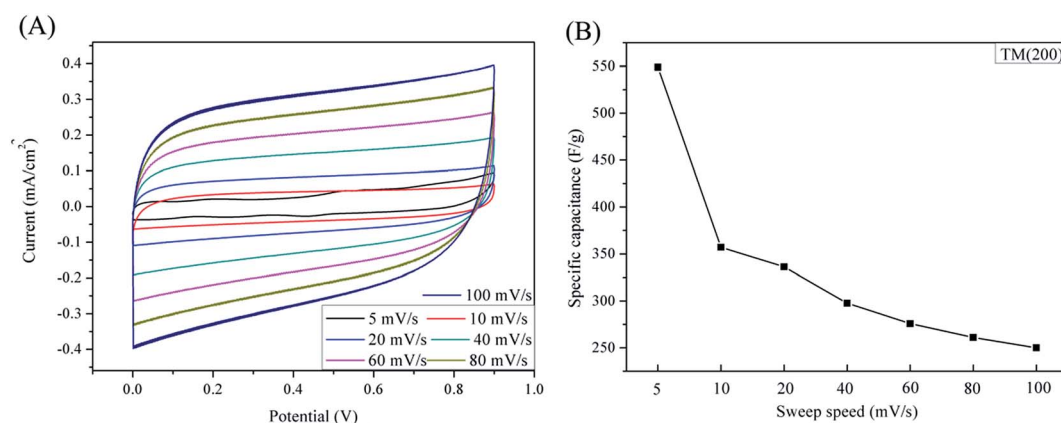 (A)
0.4
0.3
0.2
0.1
0.0
-0.1
-0.2
-0.3
-0.4
Current (mA/cm²)
100 mV/s
5 mV/s 10 mV/s
20 mV/s 40 mV/s
60 mV/s 80 mV/s
0.0 0.2 0.4 0.6 0.8 1.0
Potential (V)
(B)
TM(200)
550
500
450
400
350
300
250
Specific capacitance (F/g)
5 10 20 40 60 80 100
Sweep speed (mV/s)